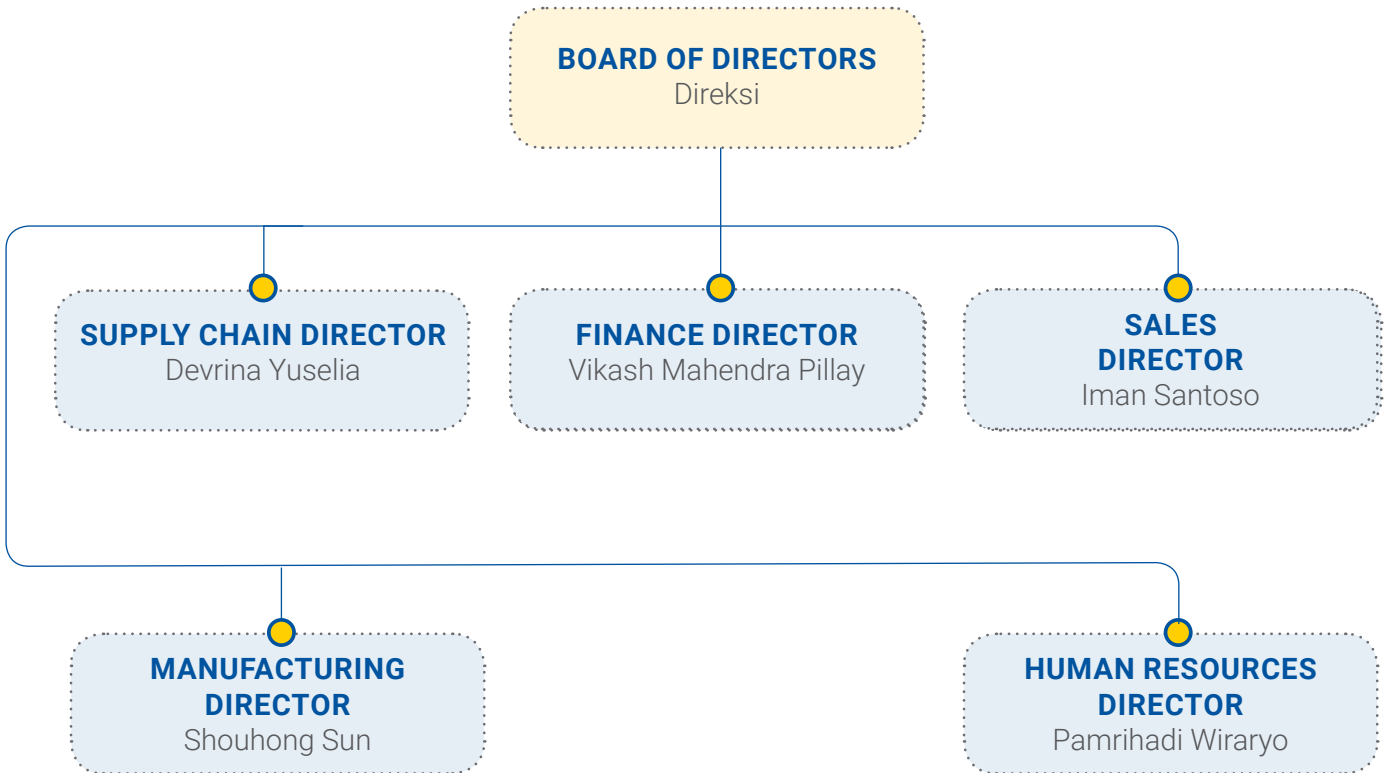 BOARD OF DIRECTORS
Direksi
SUPPLY CHAIN DIRECTOR
Devrina Yuselia
FINANCE DIRECTOR
Vikash Mahendra Pillay
SALES
DIRECTOR
Iman Santoso
MANUFACTURING
DIRECTOR
Shouhong Sun
HUMAN RESOURCES
DIRECTOR
Pamrihadi Wiraryo